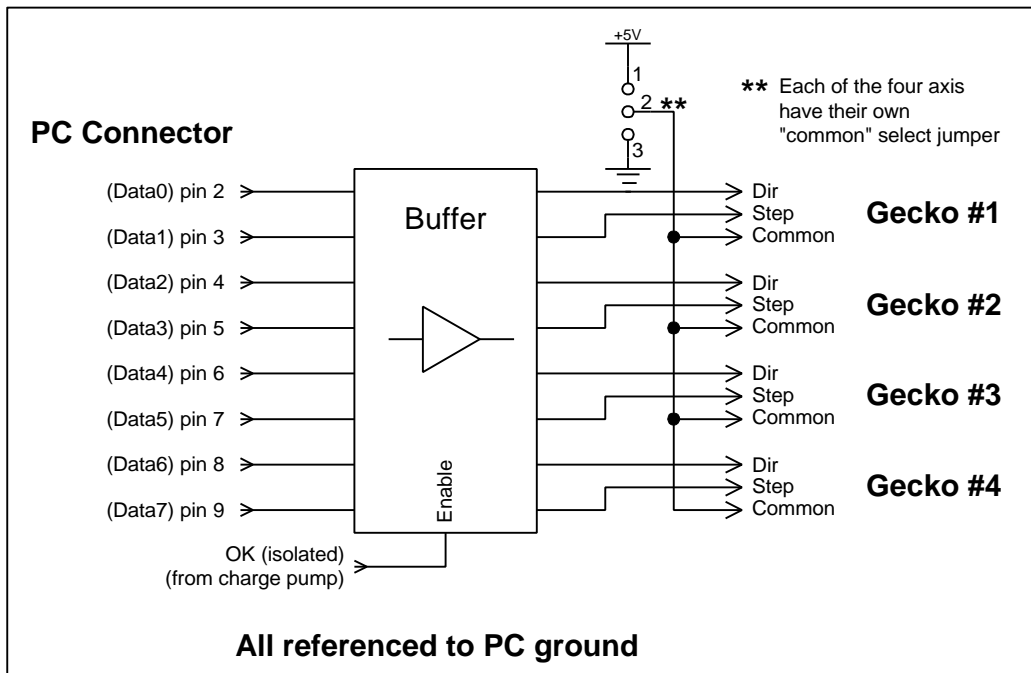 +5V
1
2 **
3
** Each of the four axis
have their own
"common" select jumper
PC Connector
Buffer
Enable
(Data0) pin 2
(Data1) pin 3
(Data2) pin 4
(Data3) pin 5
(Data4) pin 6
(Data5) pin 7
(Data6) pin 8
(Data7) pin 9
OK (isolated)
(from charge pump)
Dir
Step
Common
Gecko #1
Dir
Step
Common
Gecko #2
Dir
Step
Common
Gecko #3
Dir
Step
Common
Gecko #4
All referenced to PC ground